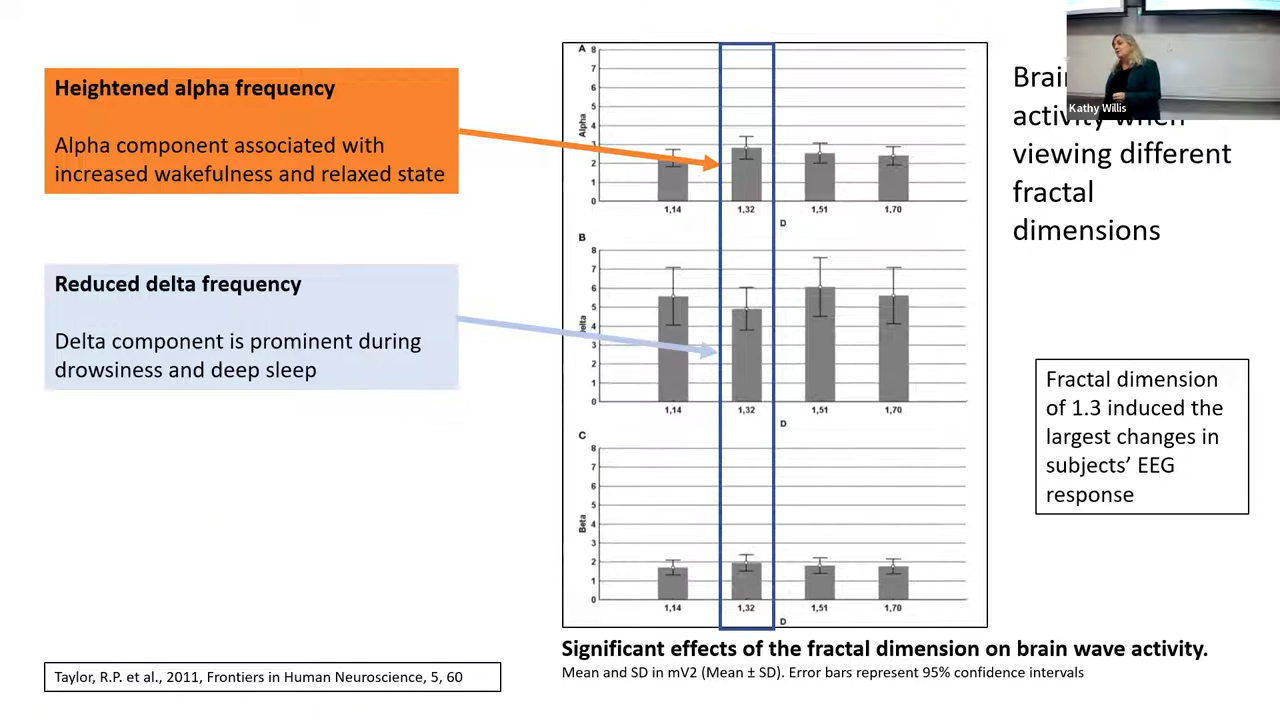 Heightened alpha frequency
Alpha component associated with
increased wakefulness and relaxed state
Reduced delta frequency
Delta component is prominent during
drowsiness and deep sleep
A
8
7
6
5
4
3
2
1
0
Alpha
1,14 1,32 1,51 1,70
D
B
8
7
6
5
4
3
2
1
0
1,14 1,32 1,51 1,70
D
C
8
7
6
5
4
3
2
1
0
Beta
1,14 1,32 1,51 1,70
D
Kathy Willis
activity when
viewing different
fractal
dimensions
Fractal dimension
of 1.3 induced the
largest changes in
subjects’ EEG
response
Significant effects of the fractal dimension on brain wave activity.
Mean and SD in mV2 (Mean ± SD). Error bars represent 95% confidence intervals
Taylor, R.P. et al., 2011, Frontiers in Human Neuroscience, 5, 60